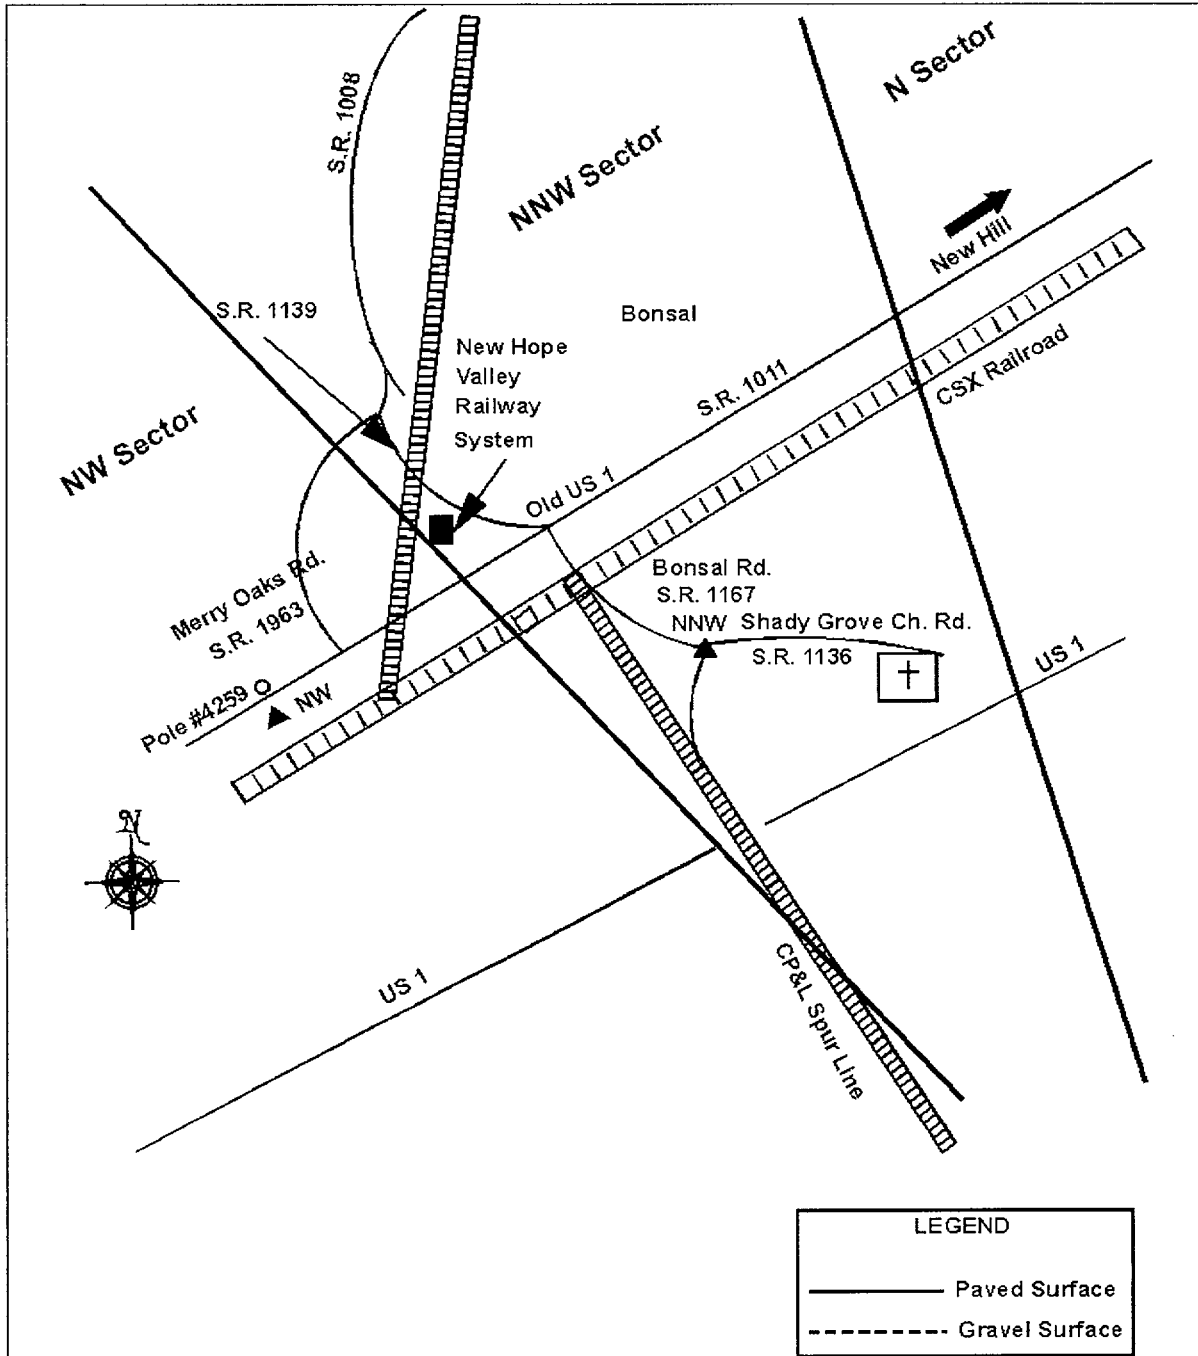 N Sector
S.R. 1008
NNW Sector
New Hill
S.R. 1139
Bonsal
New Hope
Valley
Railway
System
S.R. 1011
CSX Railroad
NW Sector
Old US 1
Merry Oaks Rd.
S.R. 1963
Bonsal Rd.
S.R. 1167
NNW Shady Grove Ch. Rd.
S.R. 1136
US 1
Pole #4259
NW
N
US 1
CP&L Spur Line
LEGEND
Paved Surface
Gravel Surface